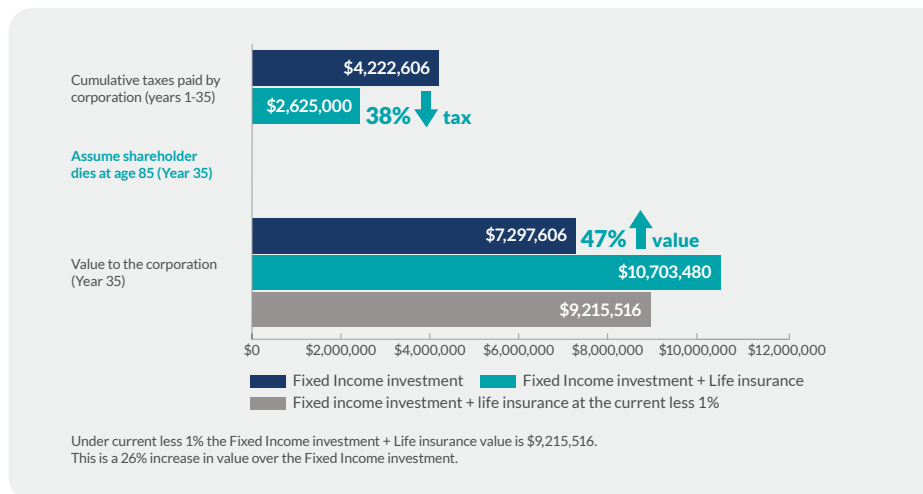 Cumulative taxes paid by
corporation (years 1-35)
$4,222,606
$2,625,000
38% tax
Assume shareholder
dies at age 85 (Year 35)
Value to the corporation
(Year 35)
$7,297,606
47% value
$10,703,480
$9,215,516
$0 $2,000,000 $4,000,000 $6,000,000 $8,000,000 $10,000,000 $12,000,000
Fixed Income investment Fixed Income investment + Life insurance
Fixed income investment + life insurance at the current less 1%
Under current less 1% the Fixed Income investment + Life insurance value is $9,215,516.
This is a 26% increase in value over the Fixed Income investment.